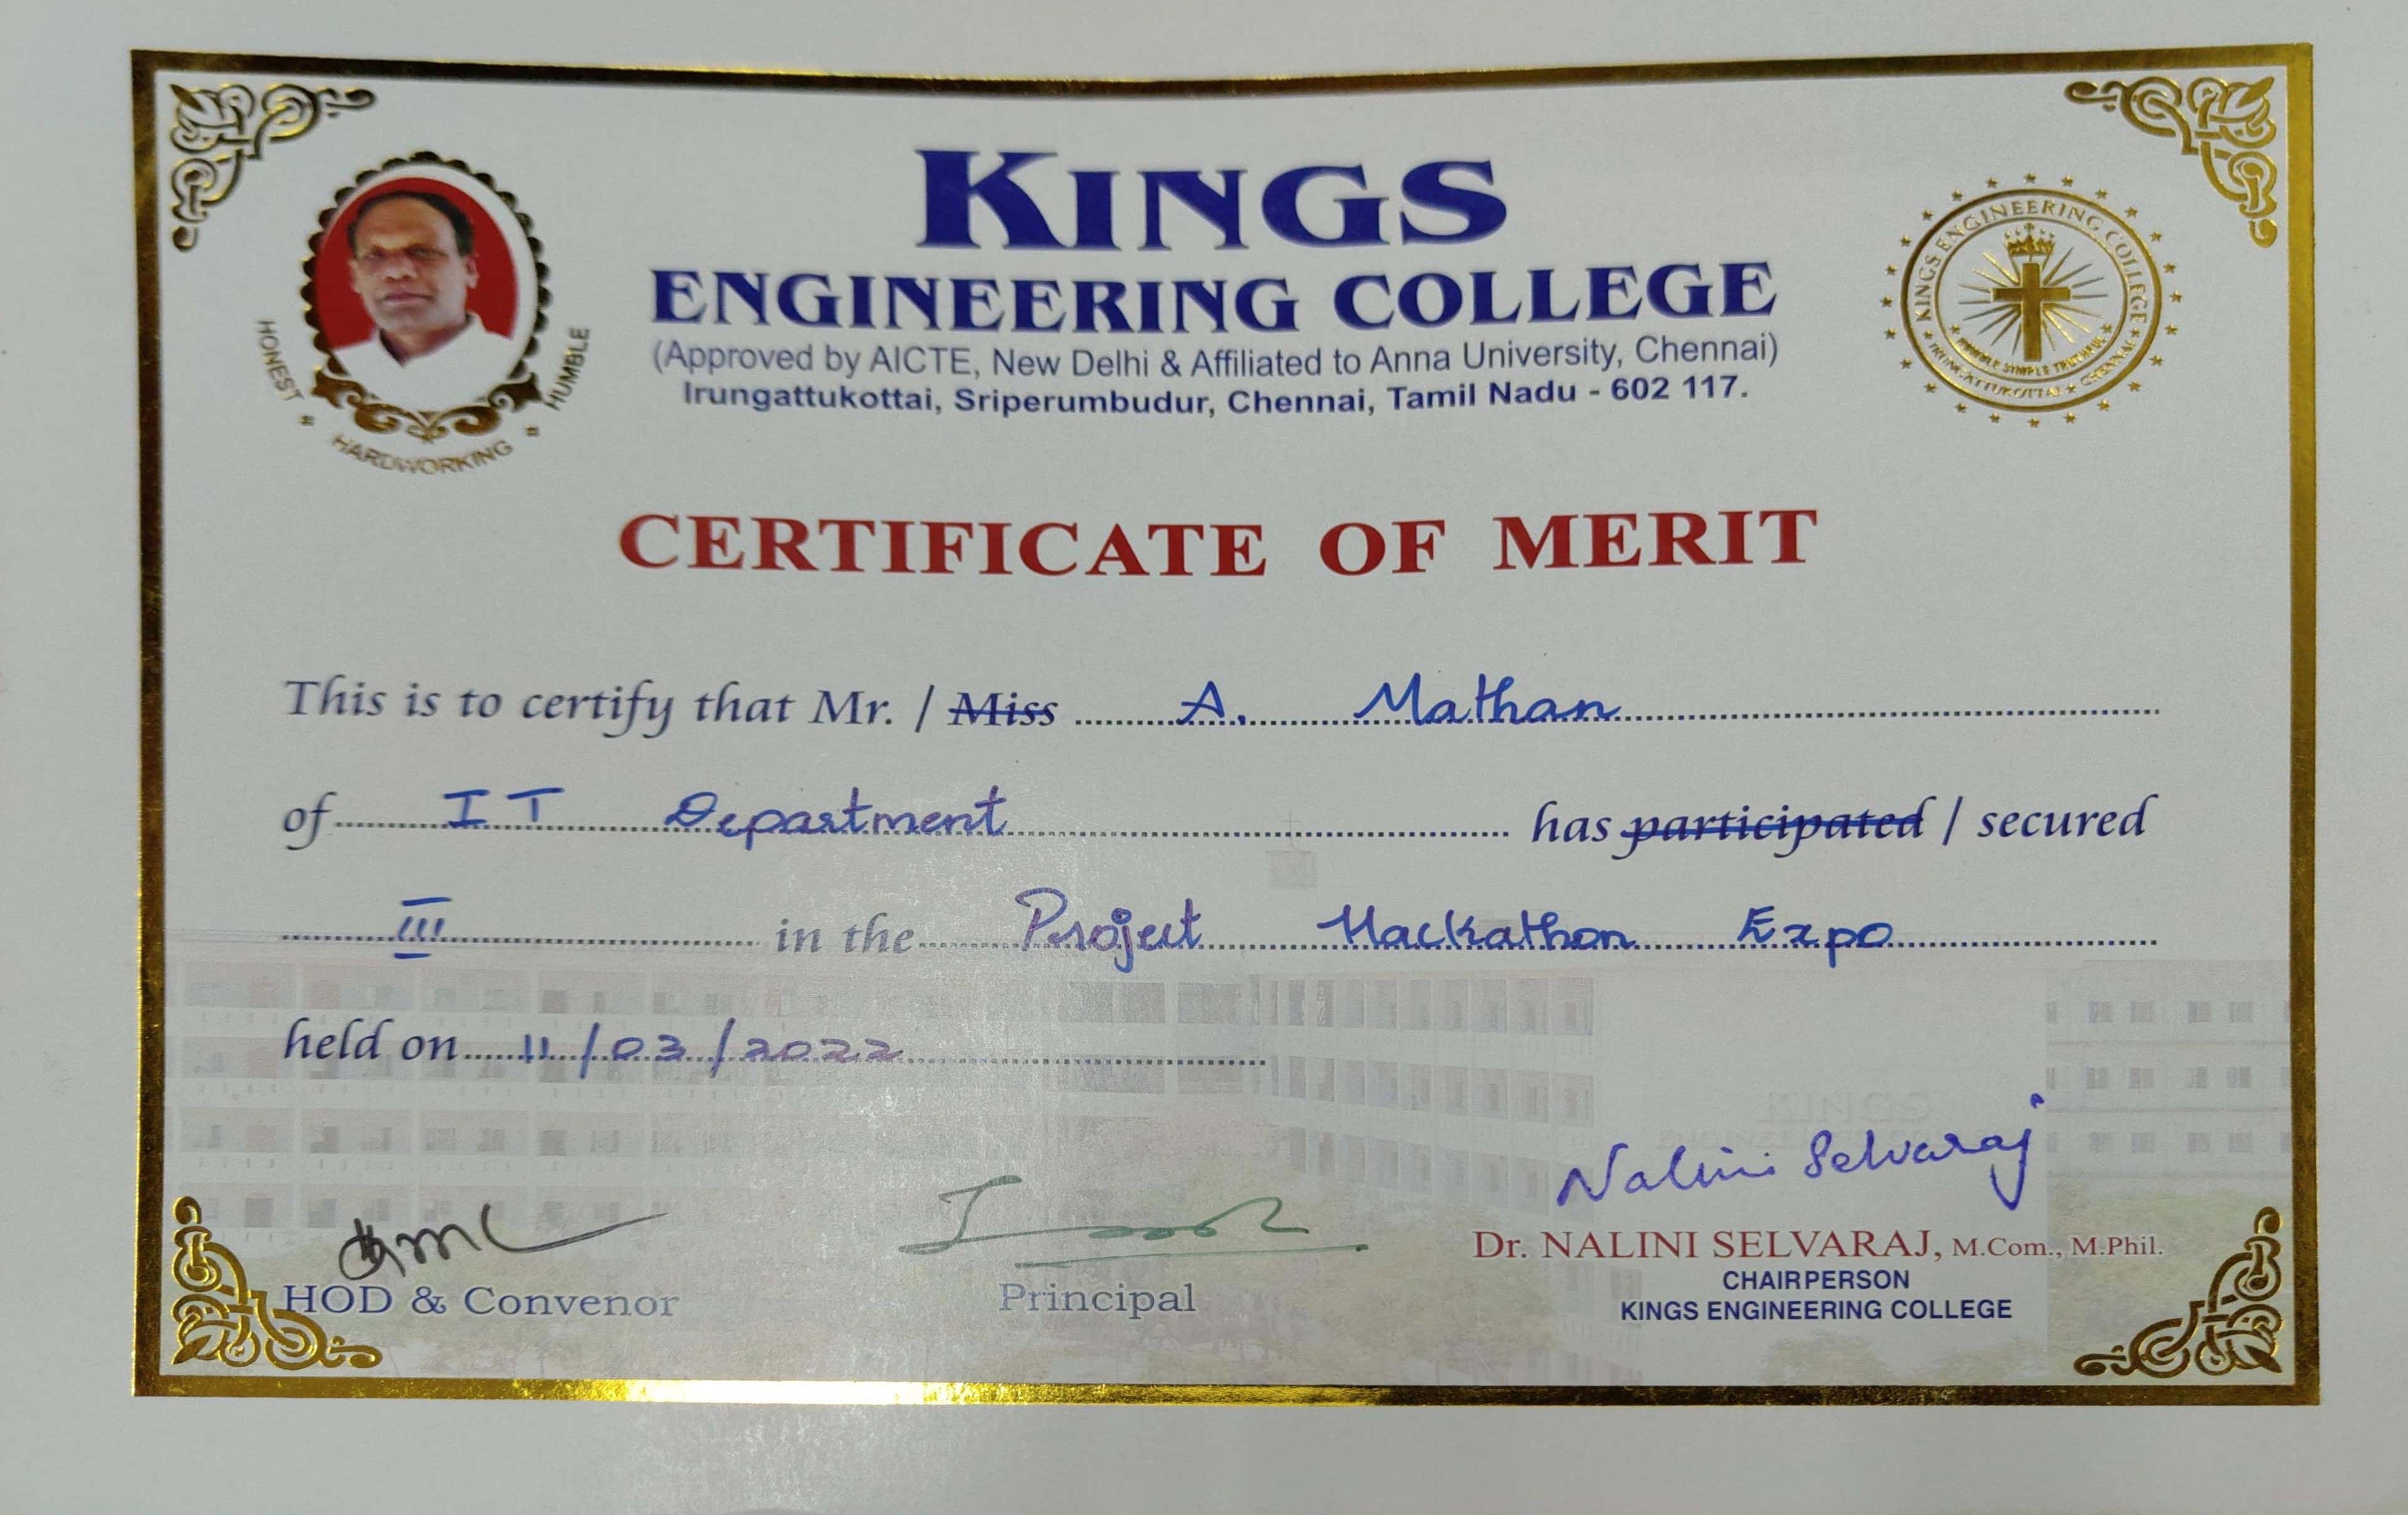 KINGS
ENGINEERING COLLEGE
(Approved by AICTE, New Delhi & Affiliated to Anna University, Chennai)
Irungattukottai, Sriperumbudur, Chennai, Tamil Nadu - 602 117.
HONEST * HARDWORKING * HUMBLE
KINGS ENGINEERING COLLEGE
IRUNGATTUKOTTAI * CHENNAI
CERTIFICATE OF MERIT
This is to certify that Mr. / Miss A. Mathan
of IT Department has participated / secured
III in the Project Hackathon Expo
held on 11/03/2022
KINGS
Nalini Selvaraj
Dr. NALINI SELVARAJ, M.Com., M.Phil.
HOD & Convenor Principal CHAIRPERSON
KINGS ENGINEERING COLLEGE